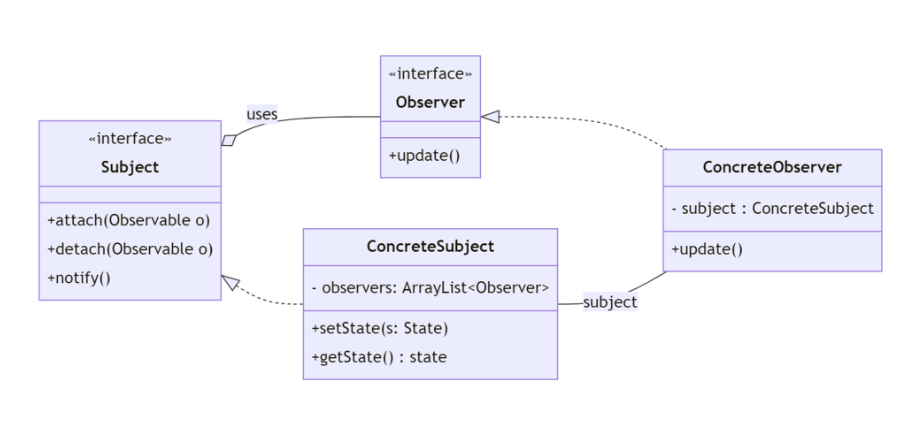 «interface»
Observer
+update()
uses
«interface»
Subject
+attach(Observable o)
+detach(Observable o)
+notify()
ConcreteObserver
- subject : ConcreteSubject
+update()
ConcreteSubject
- observers: ArrayList<Observer>
+setState(s: State)
+getState() : state
subject